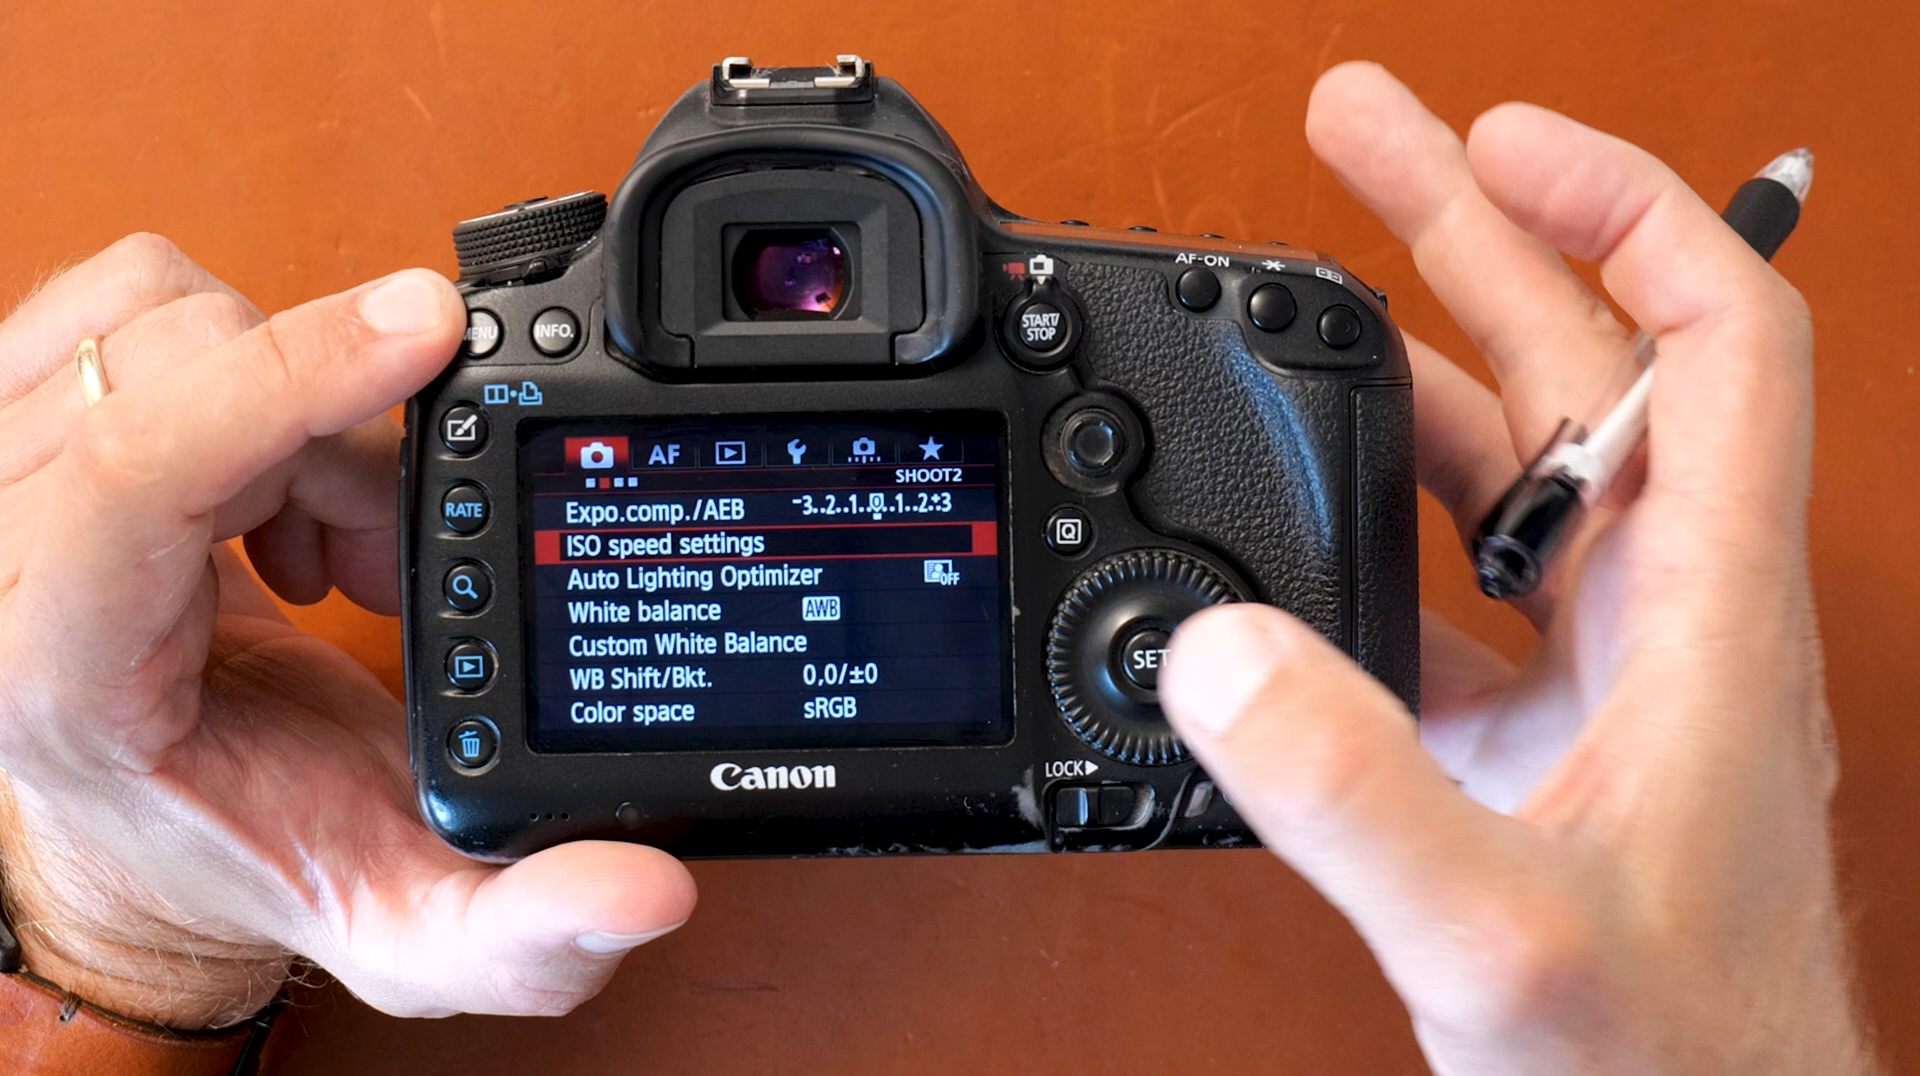 AF-ON
MENU
INFO.
START/
STOP
AF
SHOOT2
Expo.comp./AEB -3..2..1..0..1..2..+3
ISO speed settings
RATE
Q
Auto Lighting Optimizer OFF
White balance AWB
Custom White Balance
WB Shift/Bkt. 0,0/±0
SET
Color space sRGB
LOCK▶
Canon